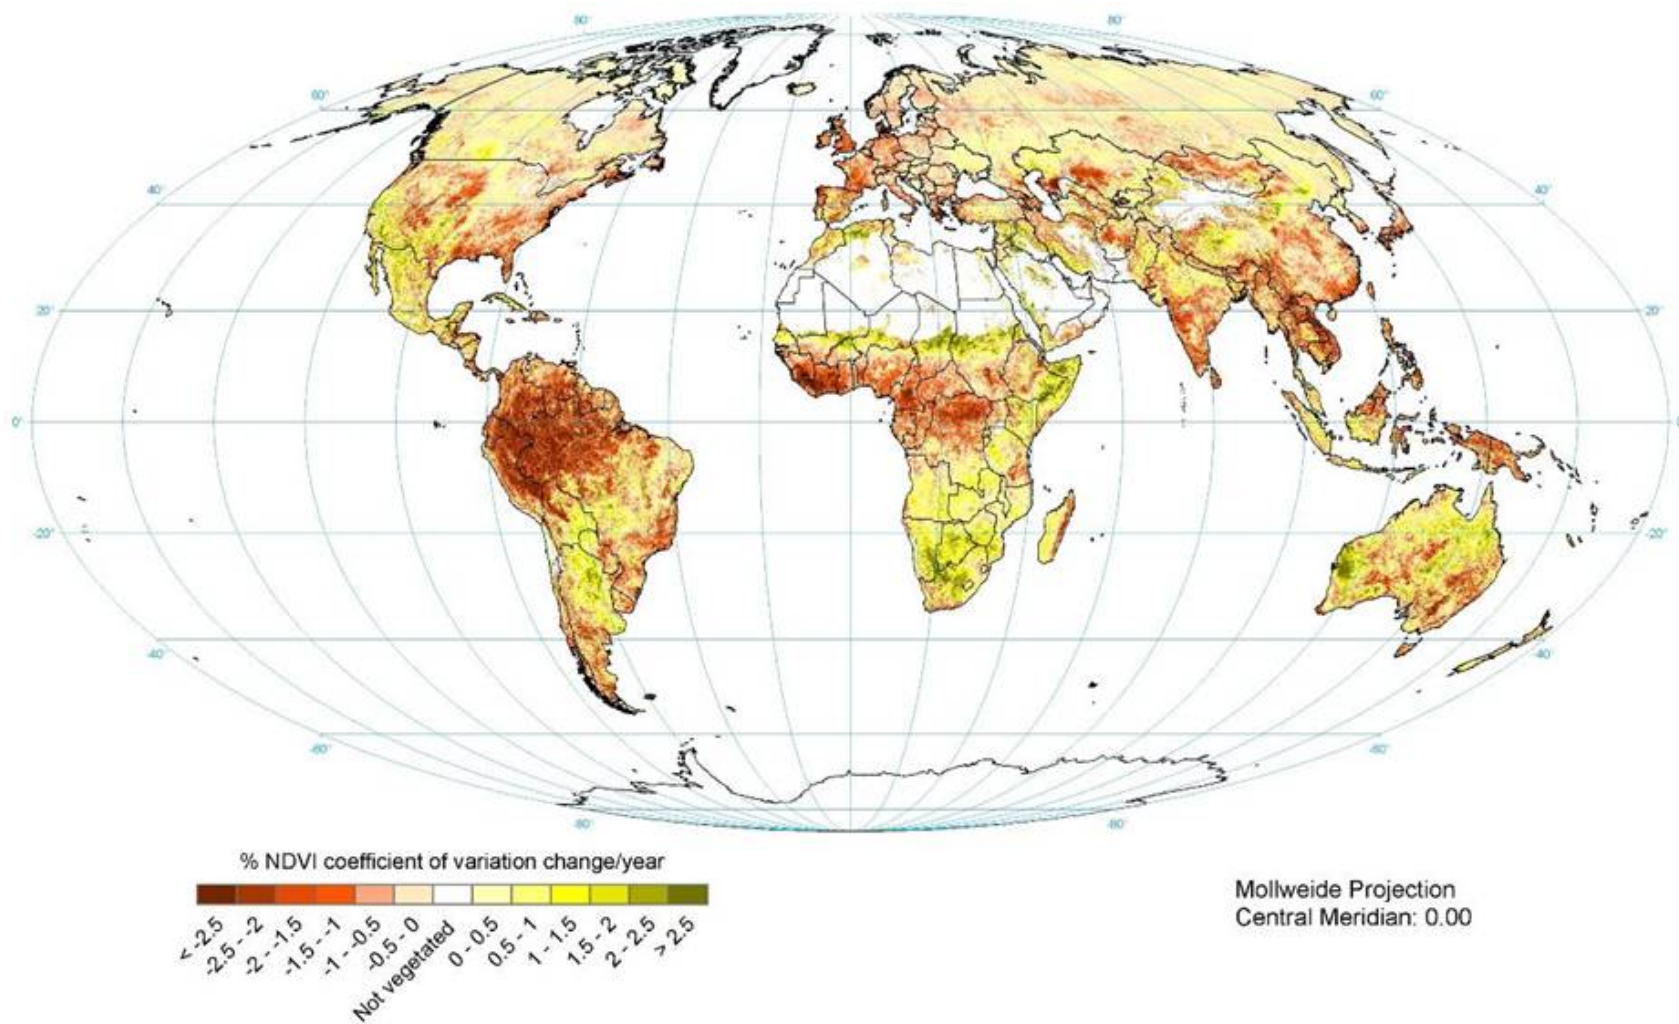 80° 80°
60° 60°
40° 40°
20° 20°
0°
-20° -20°
-40° -40°
-60° -60°
-80° -80°
% NDVI coefficient of variation change/year
< -2.5
-2.5 - -2
-2 - -1.5
-1.5 - -1
-1 - -0.5
-0.5 - 0
Not vegetated
0 - 0.5
0.5 - 1
1 - 1.5
1.5 - 2
2 - 2.5
> 2.5
Mollweide Projection
Central Meridian: 0.00